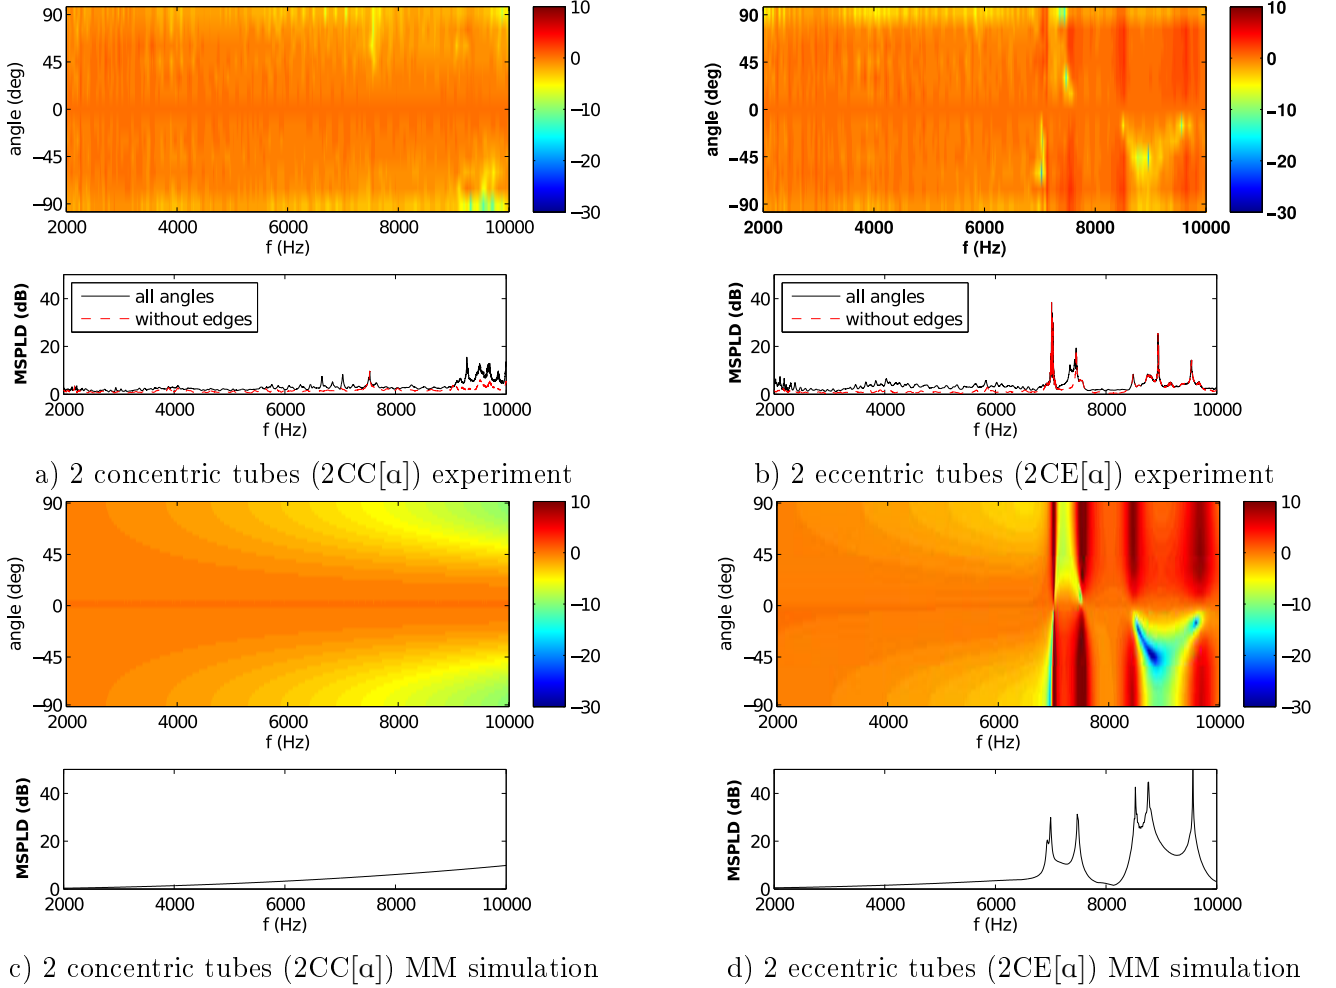 90
45
0
−45
−90
angle (deg)
2000 4000 6000 8000 10000
f (Hz)
10
0
−10
−20
−30
90
45
0
−45
−90
angle (deg)
2000 4000 6000 8000 10000
f (Hz)
10
0
−10
−20
−30
40
20
0
MSPLD (dB)
all angles
without edges
2000 4000 6000 8000 10000
f (Hz)
40
20
0
MSPLD (dB)
all angles
without edges
2000 4000 6000 8000 10000
f (Hz)
a) 2 concentric tubes (2CC[ɑ]) experiment
b) 2 eccentric tubes (2CE[ɑ]) experiment
90
45
0
−45
−90
angle (deg)
2000 4000 6000 8000 10000
f (Hz)
10
0
−10
−20
−30
90
45
0
−45
−90
angle (deg)
2000 4000 6000 8000 10000
f (Hz)
10
0
−10
−20
−30
40
20
0
MSPLD (dB)
2000 4000 6000 8000 10000
f (Hz)
40
20
0
MSPLD (dB)
2000 4000 6000 8000 10000
f (Hz)
c) 2 concentric tubes (2CC[ɑ]) MM simulation
d) 2 eccentric tubes (2CE[ɑ]) MM simulation